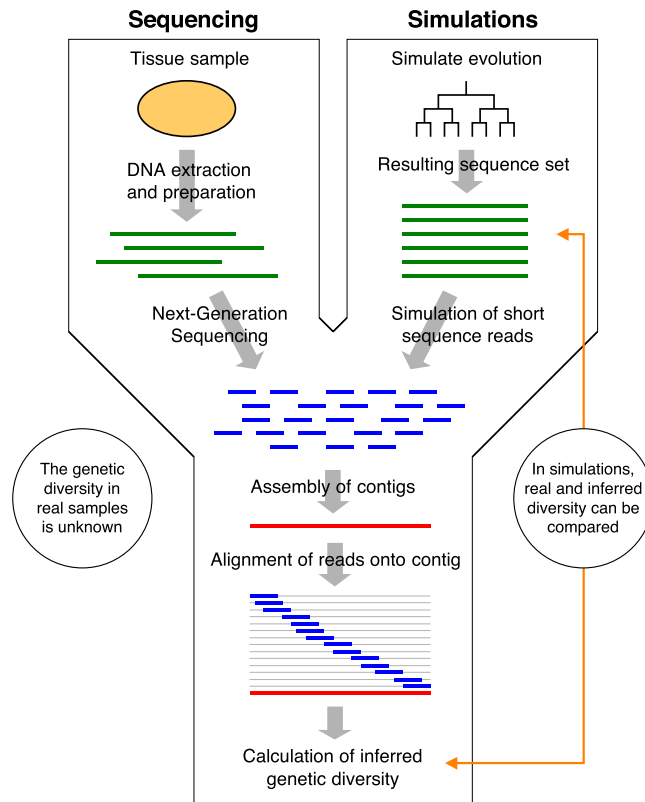 Sequencing
Simulations
Tissue sample
Simulate evolution
DNA extraction
and preparation
Resulting sequence set
Next-Generation
Sequencing
Simulation of short
sequence reads
The genetic
diversity in
real samples
is unknown
Assembly of contigs
In simulations,
real and inferred
diversity can be
compared
Alignment of reads onto contig
Calculation of inferred
genetic diversity